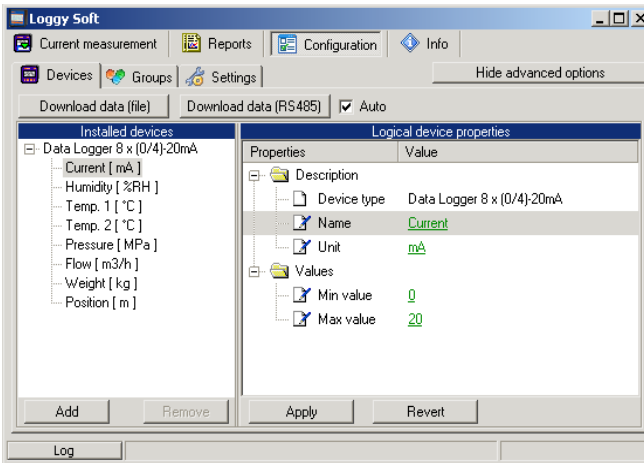 Loggy Soft
Current measurement Reports Configuration Info
Devices Groups Settings Hide advanced options
Download data (file) Download data (RS485) Auto
Installed devices
Data Logger 8 x (0/4)-20mA
Current [ mA ]
Humidity [ %RH ]
Temp. 1 [ °C ]
Temp. 2 [ °C ]
Pressure [ MPa ]
Flow [ m3/h ]
Weight [ kg ]
Position [ m ]
Add Remove
Logical device properties
Properties Value
Description
Device type Data Logger 8 x (0/4)-20mA
Name Current
Unit mA
Values
Min value 0
Max value 20
Apply Revert
Log